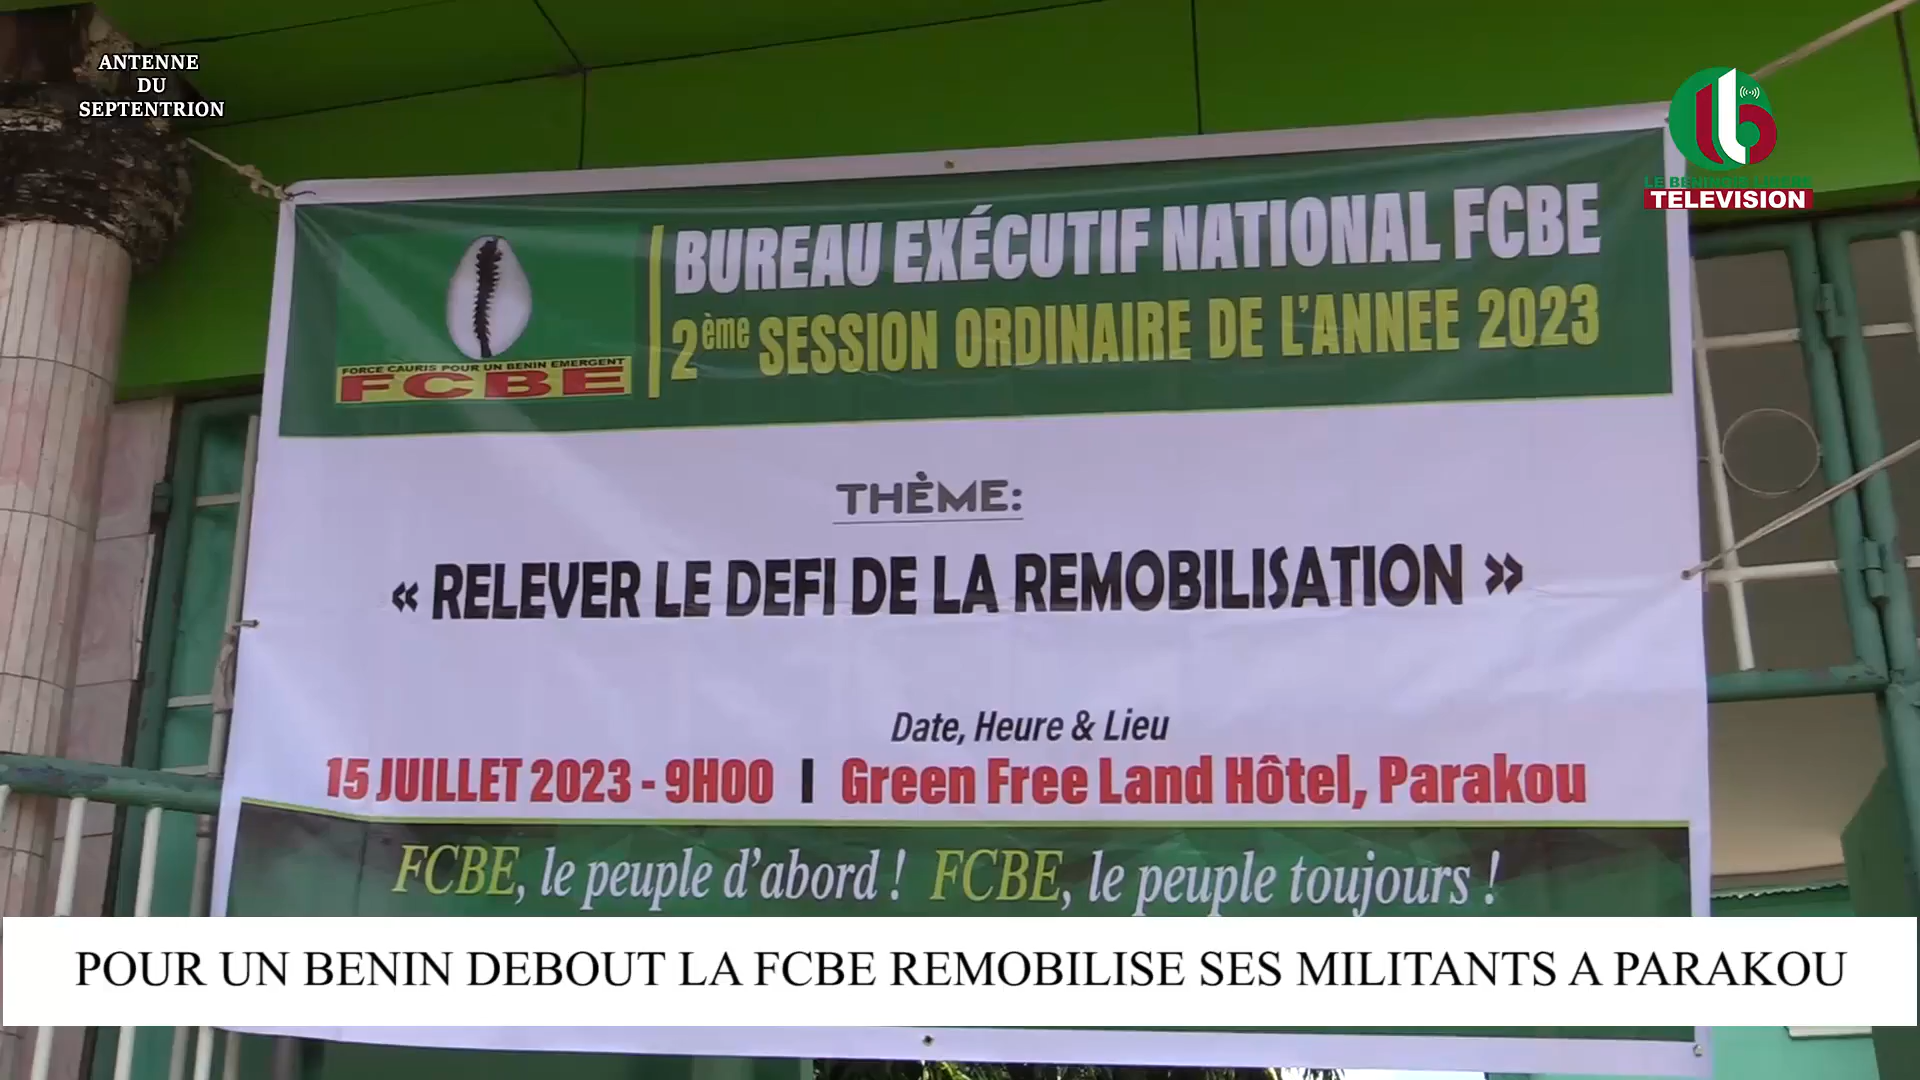 ANTENNE
DU
SEPTENTRION
LE BENINOIS LIBERE
TELEVISION
BUREAU EXÉCUTIF NATIONAL FCBE
2ème SESSION ORDINAIRE DE L'ANNEE 2023
FORCE CAURIS POUR UN BENIN EMERGENT
FCBE
THÈME:
« RELEVER LE DEFI DE LA REMOBILISATION »
Date, Heure & Lieu
15 JUILLET 2023 - 9H00 | Green Free Land Hôtel, Parakou
FCBE, le peuple d'abord ! FCBE, le peuple toujours !
POUR UN BENIN DEBOUT LA FCBE REMOBILISE SES MILITANTS A PARAKOU